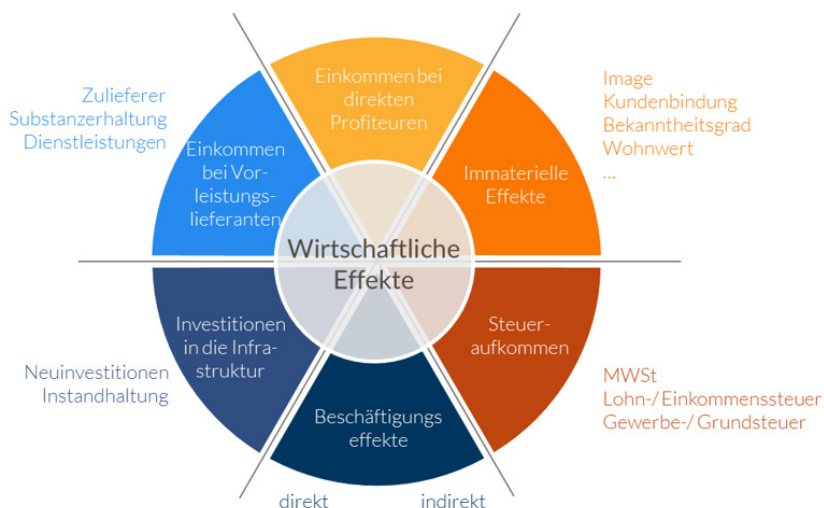 Einkommen bei
direkten
Profiteuren
Image
Kundenbindung
Bekanntheitsgrad
Wohnwert
...
Immaterielle
Effekte
Steuer-
aufkommen
MWSt
Lohn-/ Einkommenssteuer
Gewerbe-/ Grundsteuer
Beschäftigungs
effekte
direkt
indirekt
Investitionen
in die Infra-
struktur
Neuinvestitionen
Instandhaltung
Zulieferer
Substanzerhaltung
Dienstleistungen
Einkommen
bei Vor-
leistungs-
lieferanten
Wirtschaftliche
Effekte